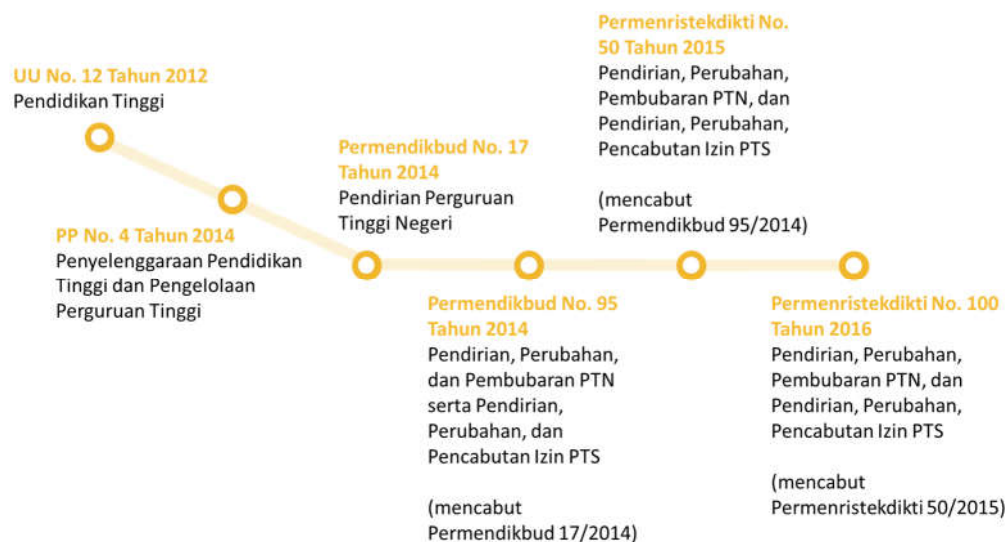 UU No. 12 Tahun 2012
Pendidikan Tinggi
PP No. 4 Tahun 2014
Penyelenggaraan Pendidikan
Tinggi dan Pengelolaan
Perguruan Tinggi
Permendikbud No. 17
Tahun 2014
Pendirian Perguruan
Tinggi Negeri
Permendikbud No. 95
Tahun 2014
Pendirian, Perubahan,
dan Pembubaran PTN
serta Pendirian,
Perubahan, dan
Pencabutan Izin PTS
(mencabut
Permendikbud 17/2014)
Permenristekdikti No.
50 Tahun 2015
Pendirian, Perubahan,
Pembubaran PTN, dan
Pendirian, Perubahan,
Pencabutan Izin PTS
(mencabut
Permendikbud 95/2014)
Permenristekdikti No. 100
Tahun 2016
Pendirian, Perubahan,
Pembubaran PTN, dan
Pendirian, Perubahan,
Pencabutan Izin PTS
(mencabut
Permenristekdikti 50/2015)